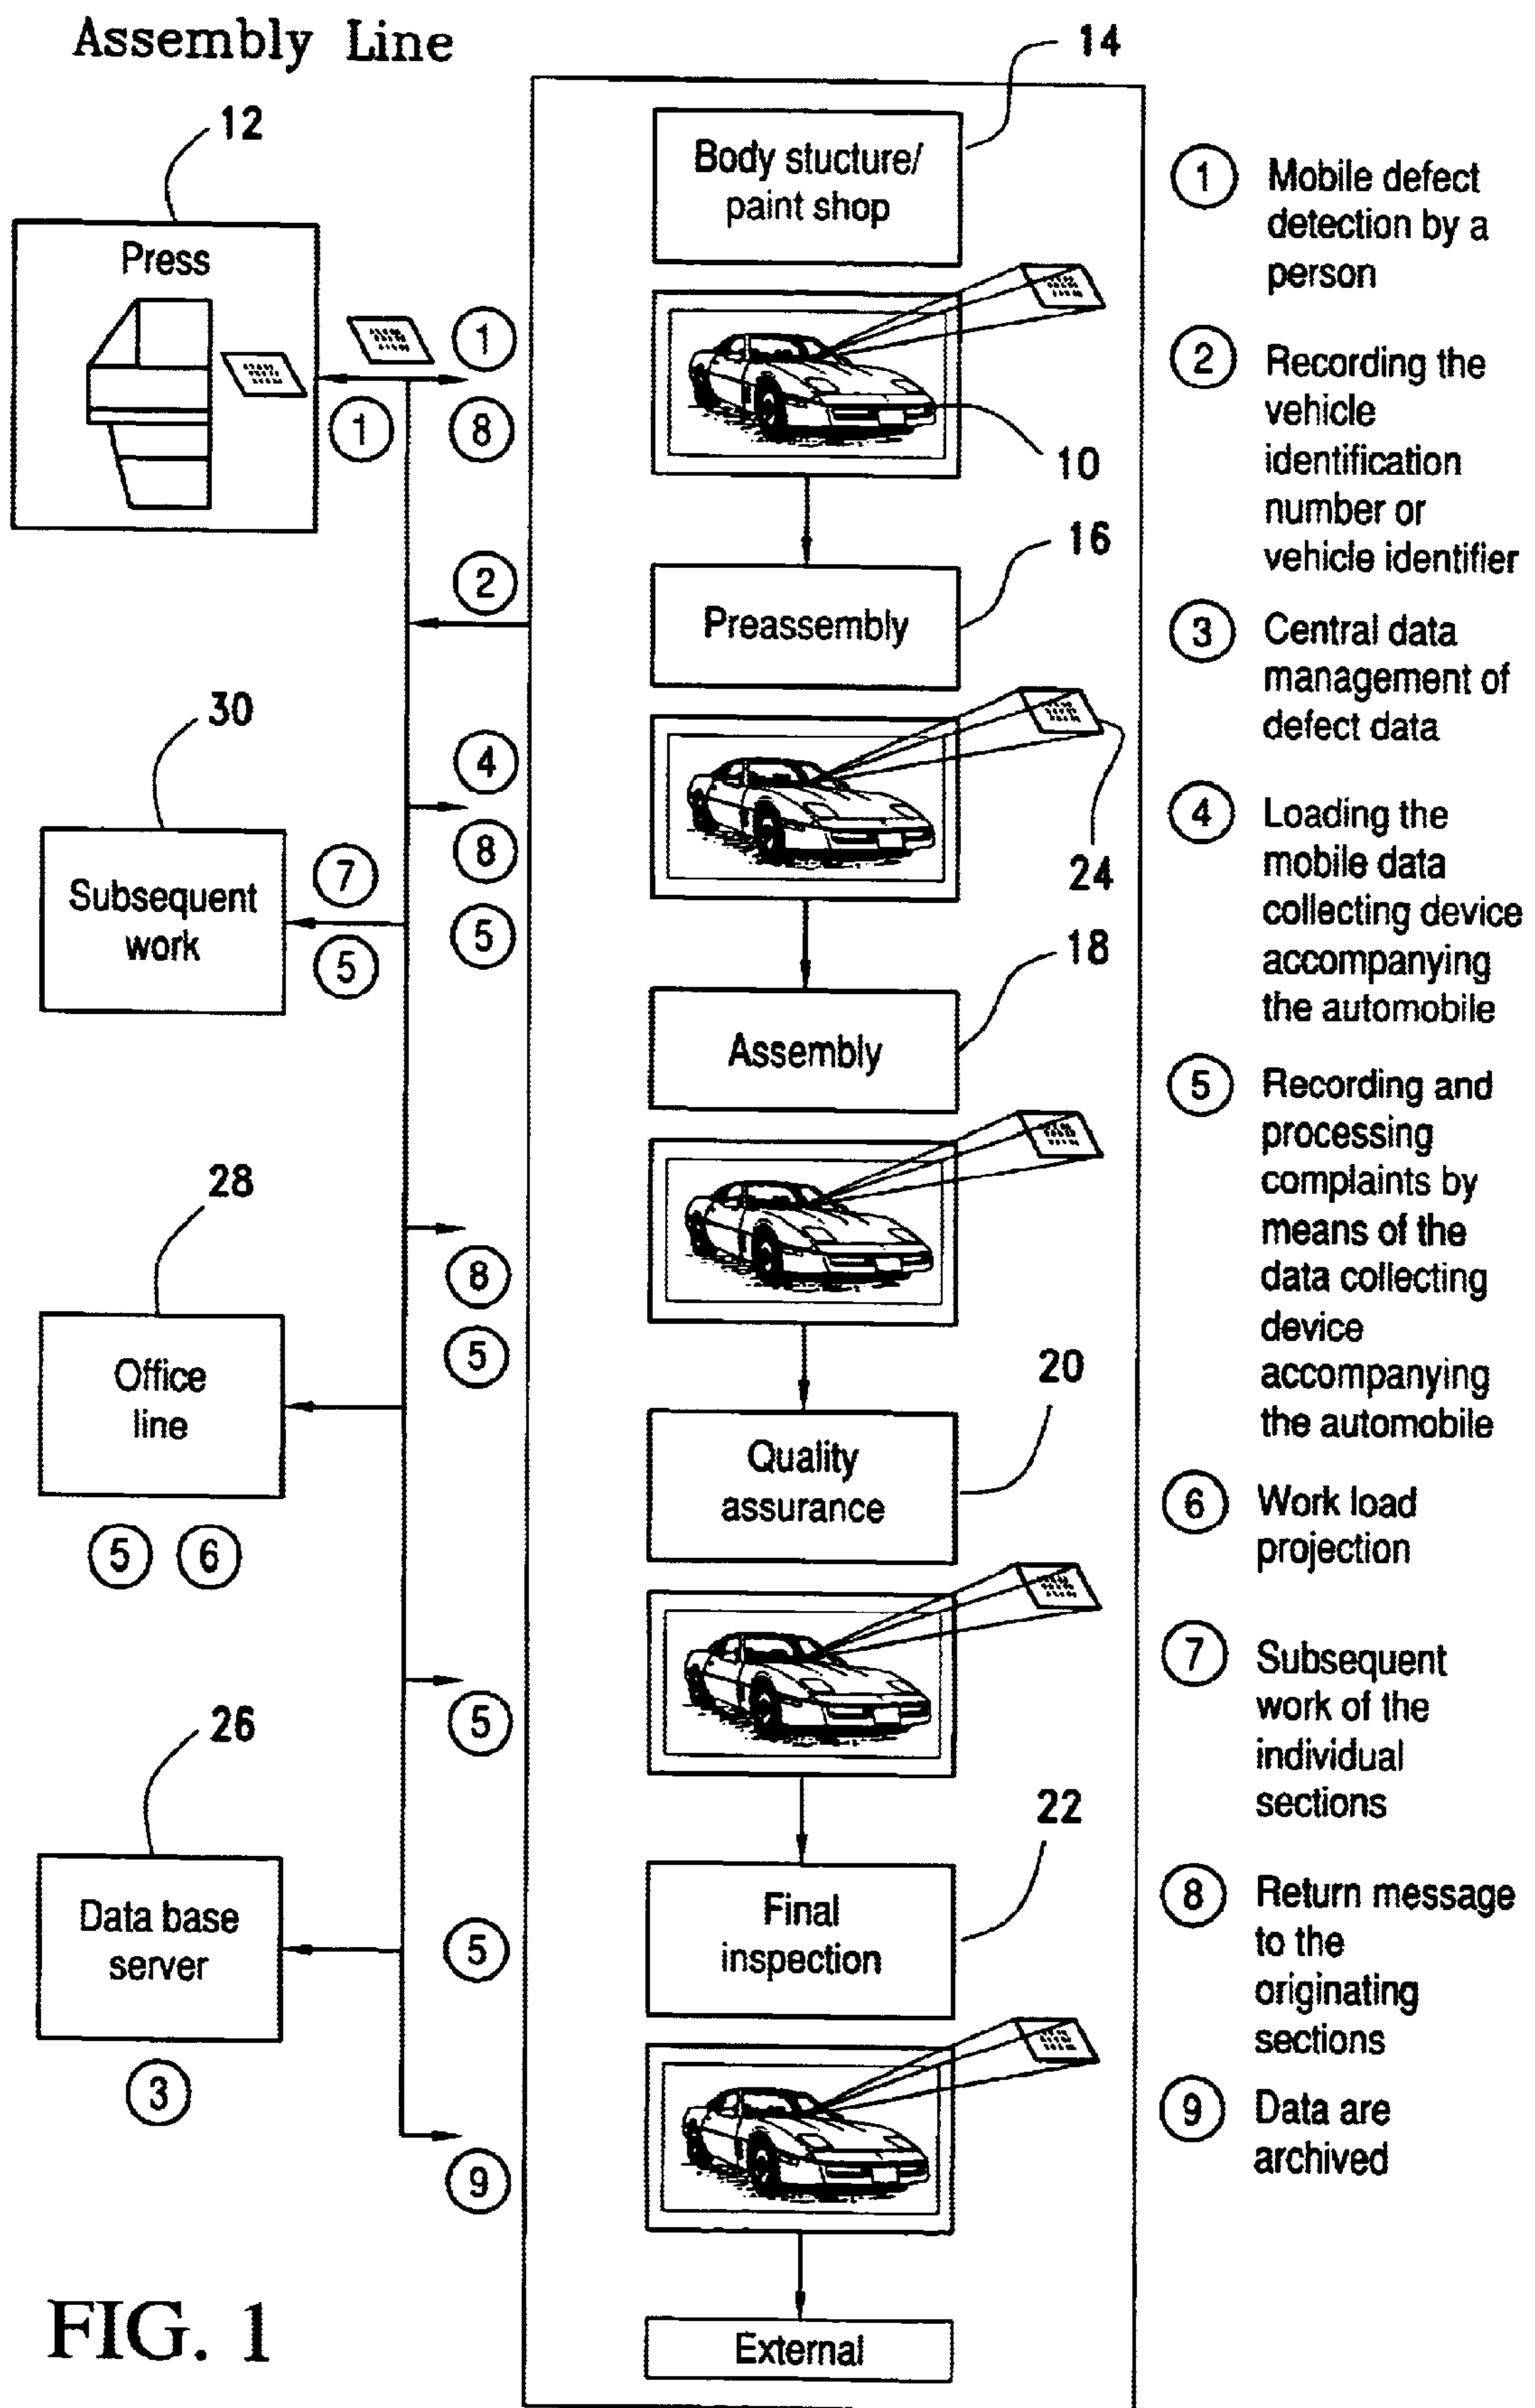 Assembly Line
12
Press
1
1
8
2
30
Subsequent
work
7
5
4
8
5
28
Office
line
5 6
8
5
5
26
Data base
server
3
5
9
14
Body stucture/
paint shop
10
16
Preassembly
24
18
Assembly
20
Quality
assurance
22
Final
inspection
External
1 Mobile defect
detection by a
person
2 Recording the
vehicle
identification
number or
vehicle identifier
3 Central data
management of
defect data
4 Loading the
mobile data
collecting device
accompanying
the automobile
5 Recording and
processing
complaints by
means of the
data collecting
device
accompanying
the automobile
6 Work load
projection
7 Subsequent
work of the
individual
sections
8 Return message
to the
originating
sections
9 Data are
archived
FIG. 1